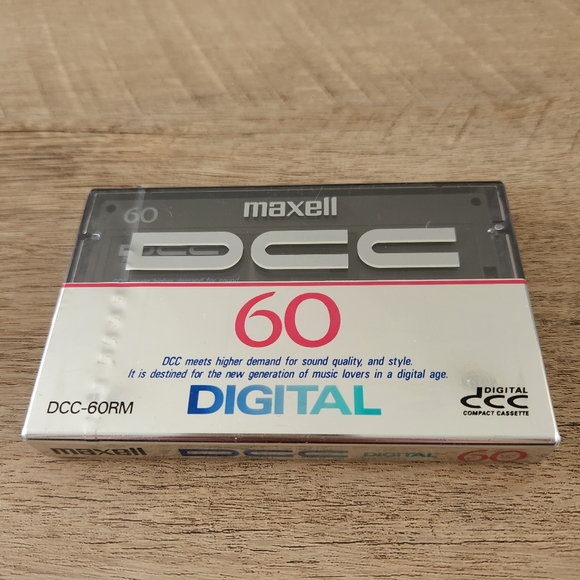 maxell
60
DCC
60
DCC meets higher demand for sound quality, and style.
It is destined for the new generation of music lovers in a digital age.
DIGITAL
DCC-60RM
DIGITAL
dcc
COMPACT CASSETTE
maxell DCC DIGITAL 60